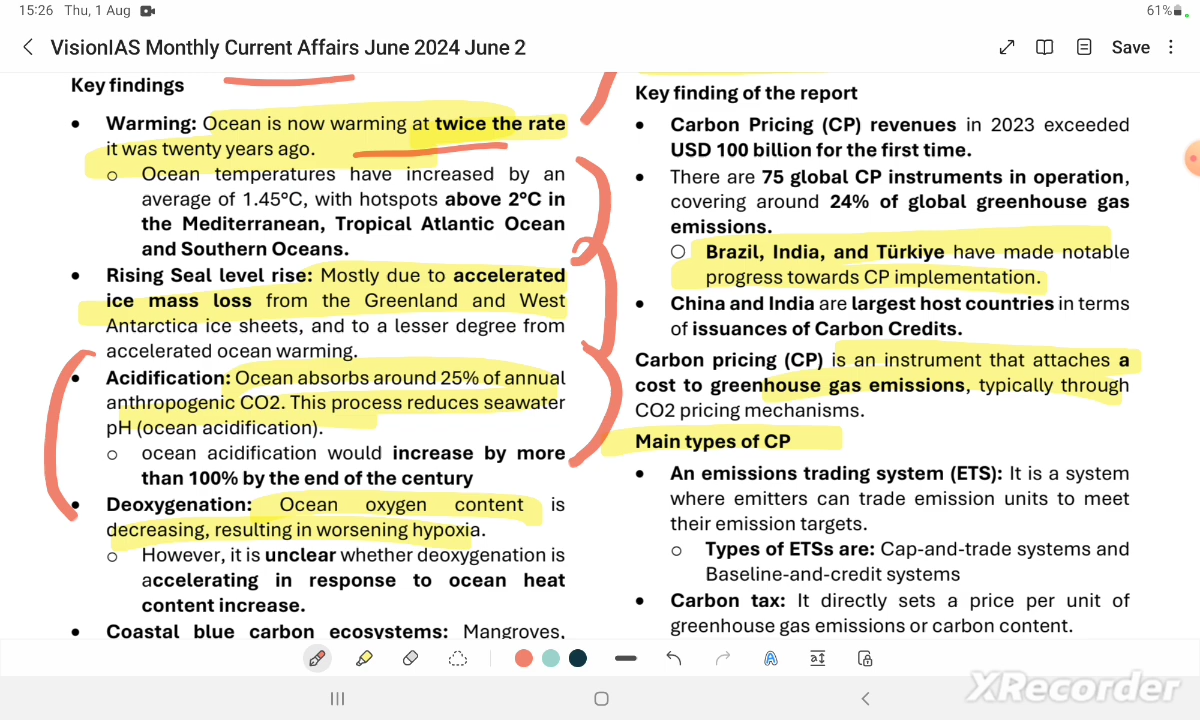 15:26 Thu, 1 Aug
61%
VisionIAS Monthly Current Affairs June 2024 June 2
Save
Key findings
• Warming: Ocean is now warming at twice the rate
it was twenty years ago.
o Ocean temperatures have increased by an
average of 1.45°C, with hotspots above 2°C in
the Mediterranean, Tropical Atlantic Ocean
and Southern Oceans.
• Rising Seal level rise: Mostly due to accelerated
ice mass loss from the Greenland and West
Antarctica ice sheets, and to a lesser degree from
accelerated ocean warming.
• Acidification: Ocean absorbs around 25% of annual
anthropogenic CO2. This process reduces seawater
pH (ocean acidification).
o ocean acidification would increase by more
than 100% by the end of the century
• Deoxygenation: Ocean oxygen content is
decreasing, resulting in worsening hypoxia.
o However, it is unclear whether deoxygenation is
accelerating in response to ocean heat
content increase.
• Coastal blue carbon ecosystems: Mangroves,
Key finding of the report
• Carbon Pricing (CP) revenues in 2023 exceeded
USD 100 billion for the first time.
• There are 75 global CP instruments in operation,
covering around 24% of global greenhouse gas
emissions.
o Brazil, India, and Türkiye have made notable
progress towards CP implementation.
• China and India are largest host countries in terms
of issuances of Carbon Credits.
Carbon pricing (CP) is an instrument that attaches a
cost to greenhouse gas emissions, typically through
CO2 pricing mechanisms.
Main types of CP
• An emissions trading system (ETS): It is a system
where emitters can trade emission units to meet
their emission targets.
o Types of ETSs are: Cap-and-trade systems and
Baseline-and-credit systems
• Carbon tax: It directly sets a price per unit of
greenhouse gas emissions or carbon content.
XRecorder